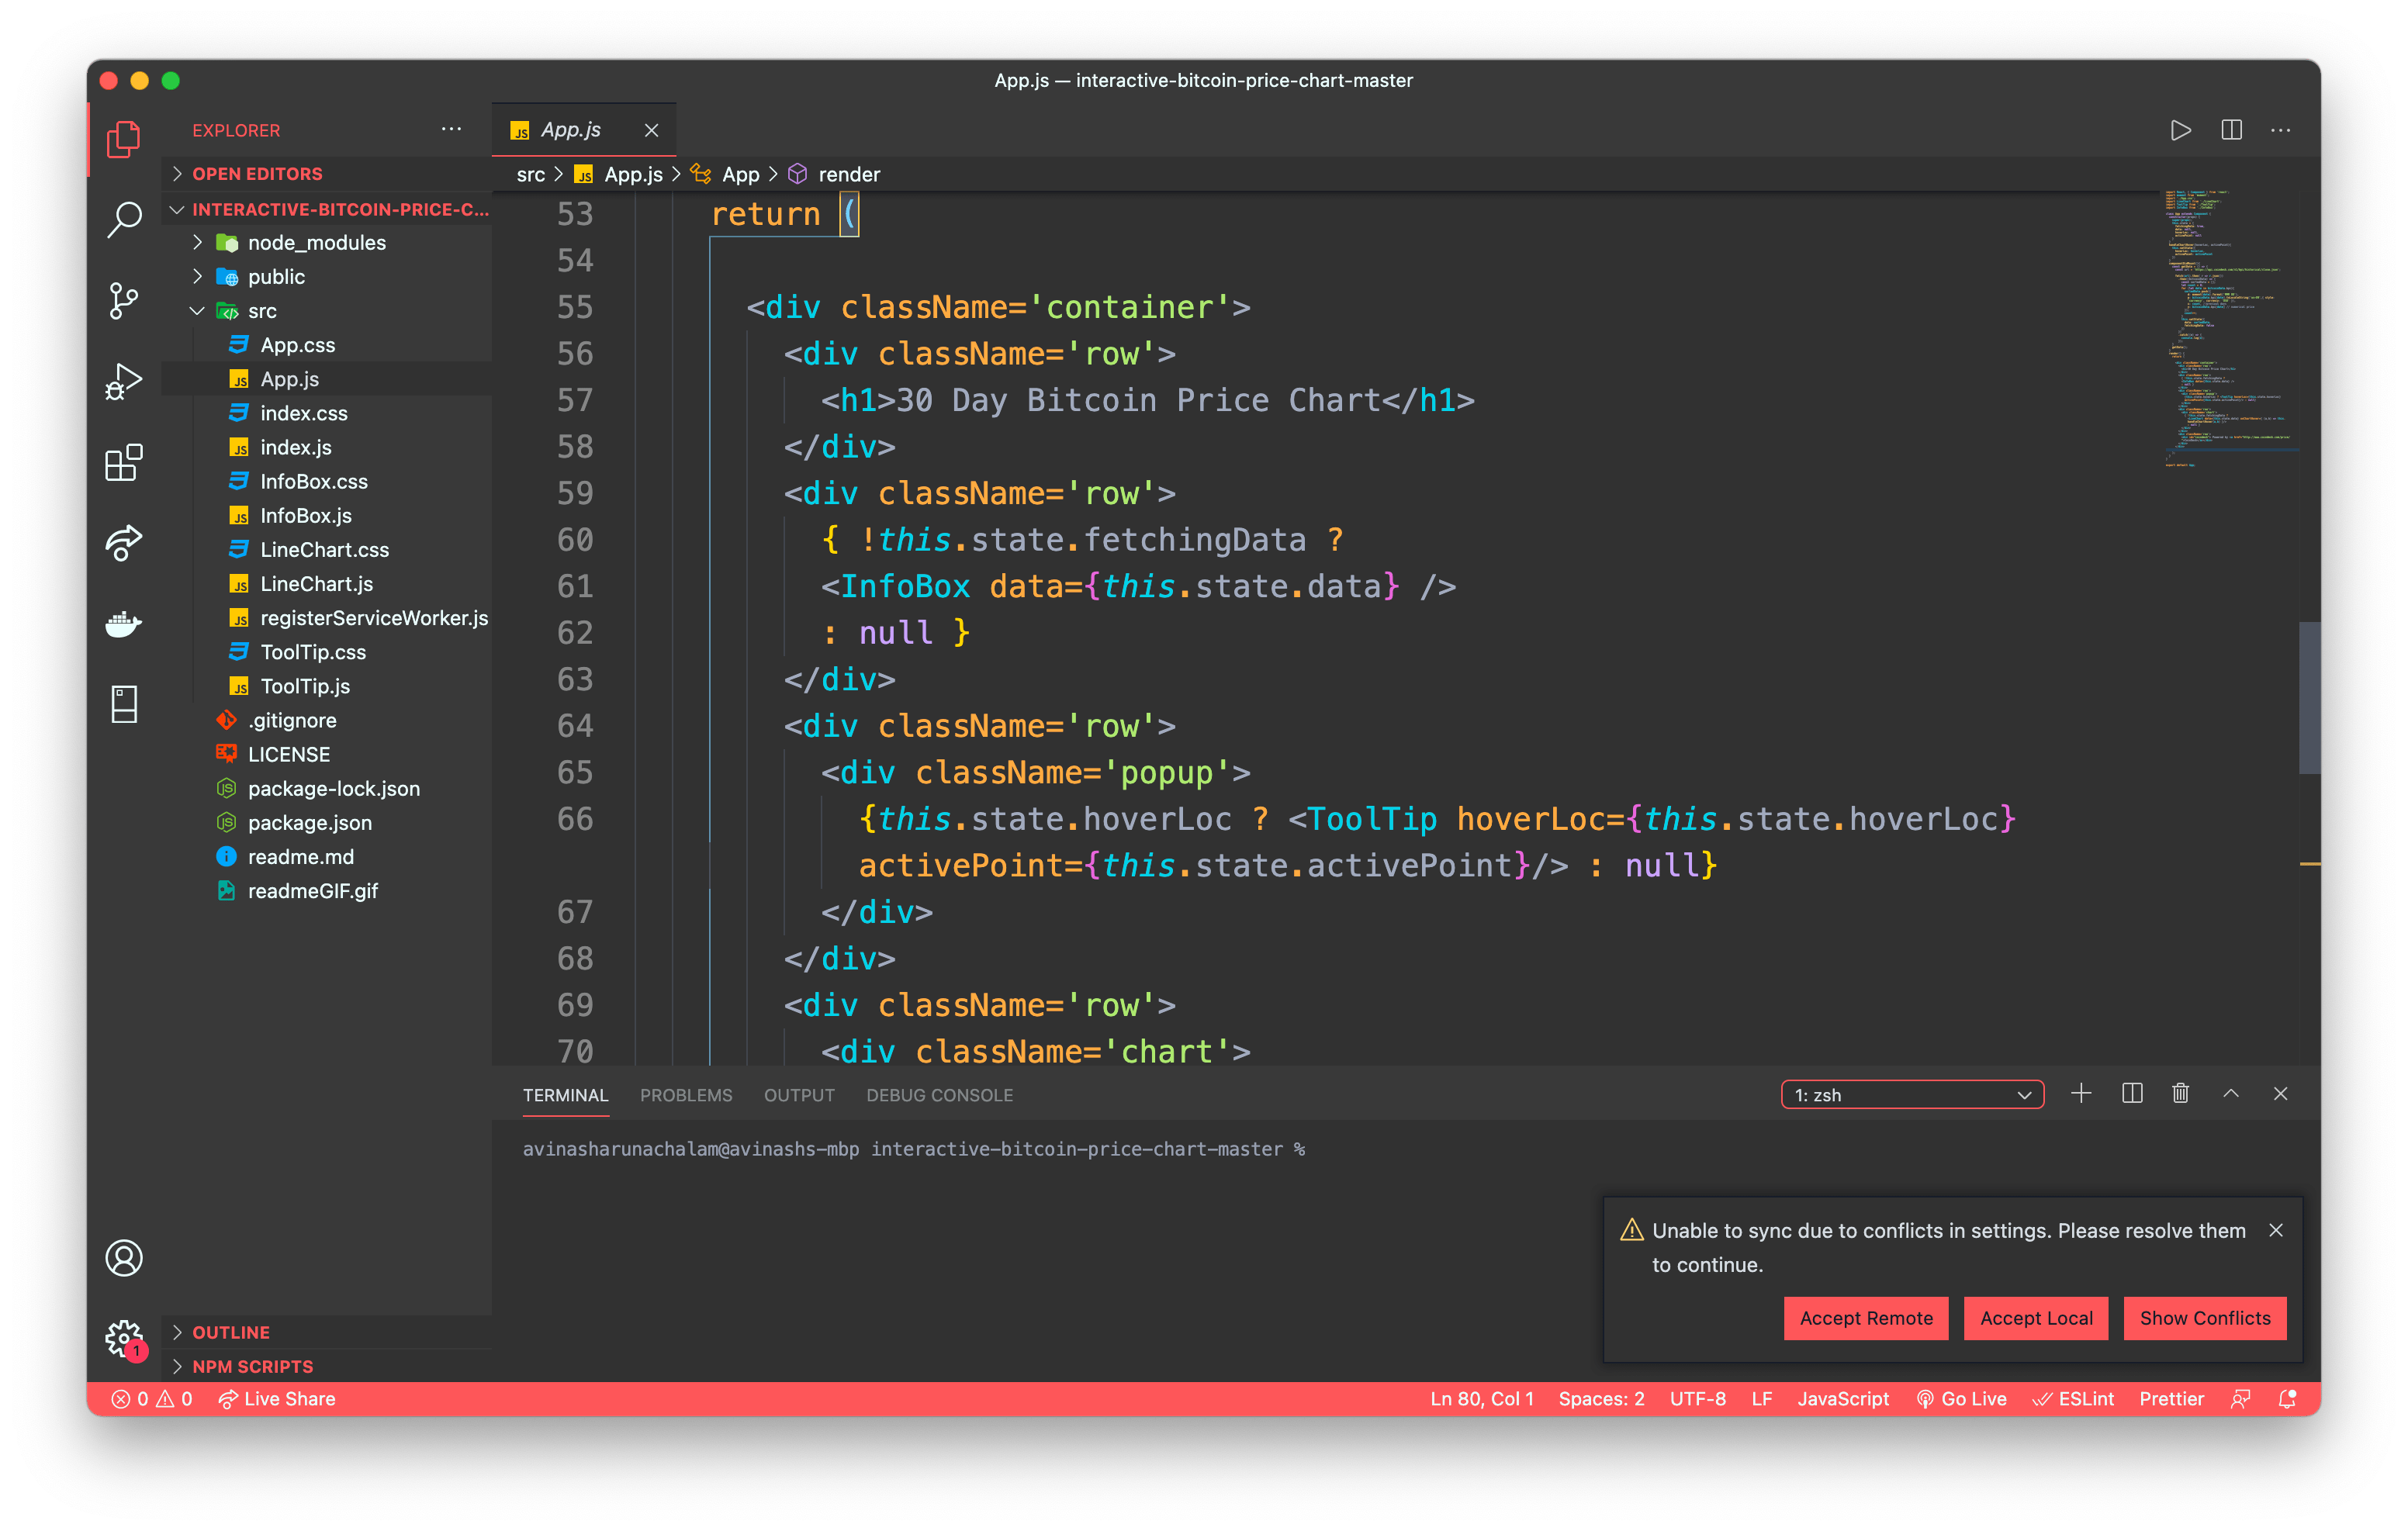 App.js — interactive-bitcoin-price-chart-master
EXPLORER
OPEN EDITORS
INTERACTIVE-BITCOIN-PRICE-C...
node_modules
public
src
App.css
App.js
index.css
index.js
InfoBox.css
InfoBox.js
LineChart.css
LineChart.js
registerServiceWorker.js
ToolTip.css
ToolTip.js
.gitignore
LICENSE
package-lock.json
package.json
readme.md
readmeGIF.gif
OUTLINE
NPM SCRIPTS
JS App.js
src > JS App.js > App > render
53 return (
54
55 <div className='container'>
56 <div className='row'>
57 <h1>30 Day Bitcoin Price Chart</h1>
58 </div>
59 <div className='row'>
60 { !this.state.fetchingData ?
61 <InfoBox data={this.state.data} />
62 : null }
63 </div>
64 <div className='row'>
65 <div className='popup'>
66 {this.state.hoverLoc ? <ToolTip hoverLoc={this.state.hoverLoc}
activePoint={this.state.activePoint}/> : null}
67 </div>
68 </div>
69 <div className='row'>
70 <div className='chart'>
TERMINAL PROBLEMS OUTPUT DEBUG CONSOLE 1: zsh
avinasharunachalam@avinashs-mbp interactive-bitcoin-price-chart-master %
Unable to sync due to conflicts in settings. Please resolve them
to continue.
Accept Remote Accept Local Show Conflicts
1
0 0 Live Share Ln 80, Col 1 Spaces: 2 UTF-8 LF JavaScript Go Live ESLint Prettier